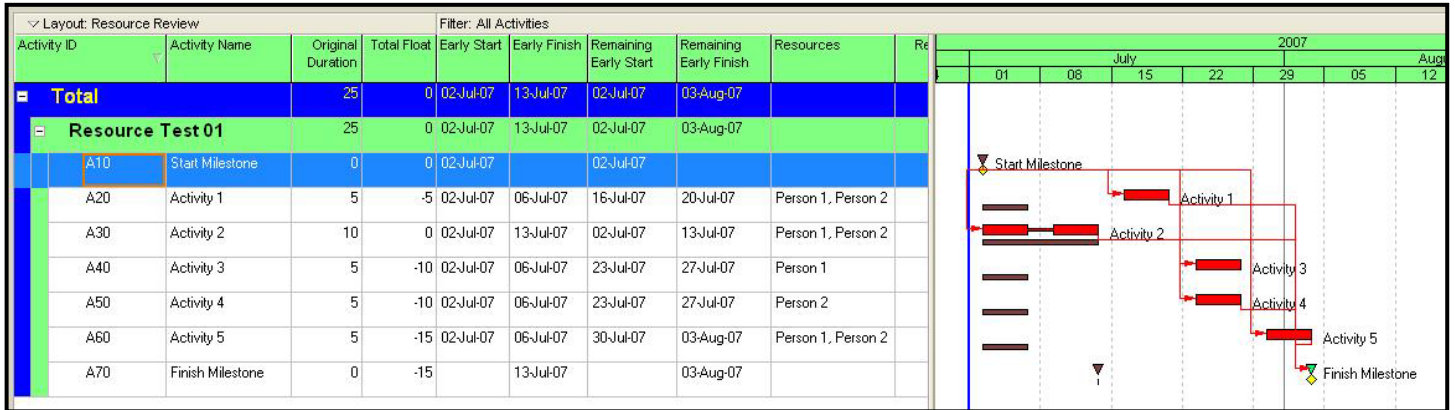 Layout: Resource Review Filter: All Activities
Activity ID Activity Name Original Duration Total Float Early Start Early Finish Remaining Early Start Remaining Early Finish Resources Re
2007
July Augu
01 08 15 22 29 05 12
Total 25 0 02-Jul-07 13-Jul-07 02-Jul-07 03-Aug-07
Resource Test 01 25 0 02-Jul-07 13-Jul-07 02-Jul-07 03-Aug-07
A10 Start Milestone 0 0 02-Jul-07 02-Jul-07 Start Milestone
A20 Activity 1 5 -5 02-Jul-07 06-Jul-07 16-Jul-07 20-Jul-07 Person 1, Person 2 Activity 1
A30 Activity 2 10 0 02-Jul-07 13-Jul-07 02-Jul-07 13-Jul-07 Person 1, Person 2 Activity 2
A40 Activity 3 5 -10 02-Jul-07 06-Jul-07 23-Jul-07 27-Jul-07 Person 1 Activity 3
A50 Activity 4 5 -10 02-Jul-07 06-Jul-07 23-Jul-07 27-Jul-07 Person 2 Activity 4
A60 Activity 5 5 -15 02-Jul-07 06-Jul-07 30-Jul-07 03-Aug-07 Person 1, Person 2 Activity 5
A70 Finish Milestone 0 -15 13-Jul-07 03-Aug-07 Finish Milestone